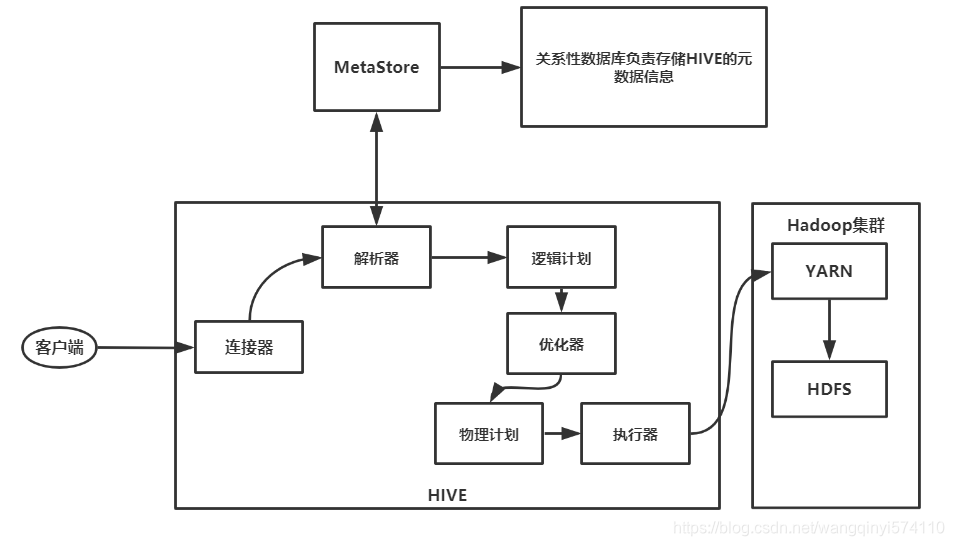 MetaStore
关系性数据库负责存储HIVE的元
数据信息
Hadoop集群
解析器
逻辑计划
YARN
客户端
连接器
优化器
HDFS
物理计划
执行器
HIVE
https://blog.csdn.net/wangqinyi574110